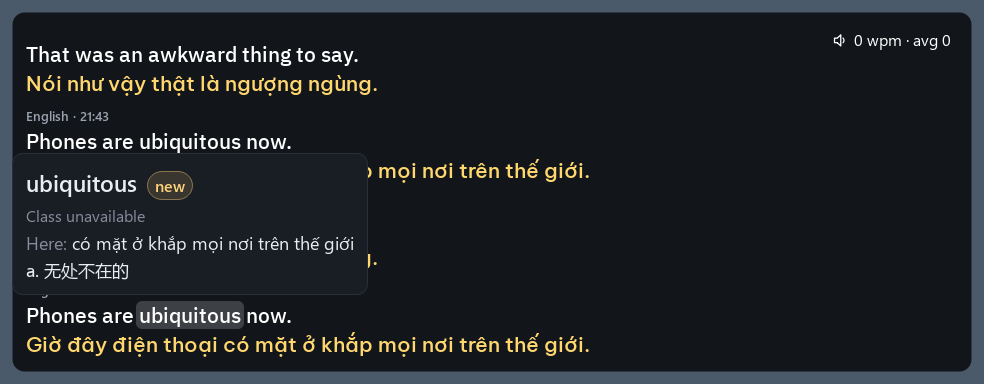 0 wpm · avg 0
That was an awkward thing to say.
Nói như vậy thật là ngượng ngùng.
English · 21:43
Phones are ubiquitous now.
mọi nơi trên thế giới.
ubiquitous new
Class unavailable
Here: có mặt ở khắp mọi nơi trên thế giới
a. 无处不在的
Phones are ubiquitous now.
Giờ đây điện thoại có mặt ở khắp mọi nơi trên thế giới.